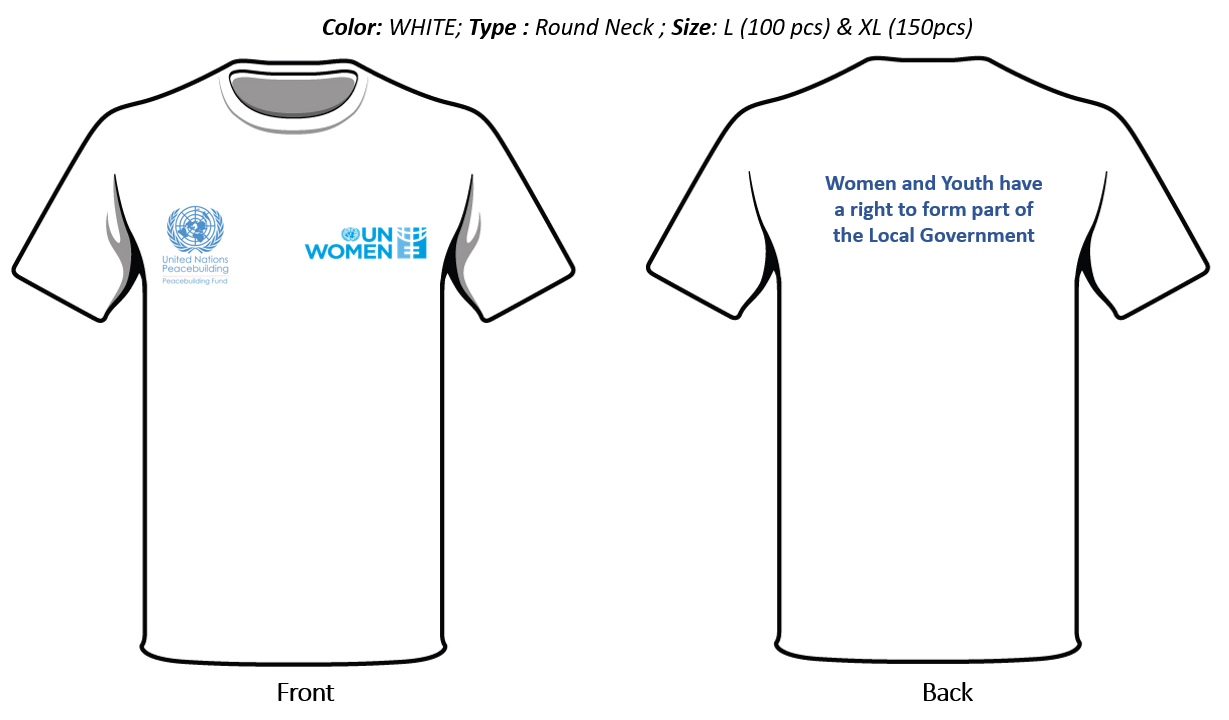 Color: WHITE; Type : Round Neck ; Size: L (100 pcs) & XL (150pcs)
United Nations
Peacebuilding
Peacebuilding Fund
UN
WOMEN
Women and Youth have
a right to form part of
the Local Government
Front
Back